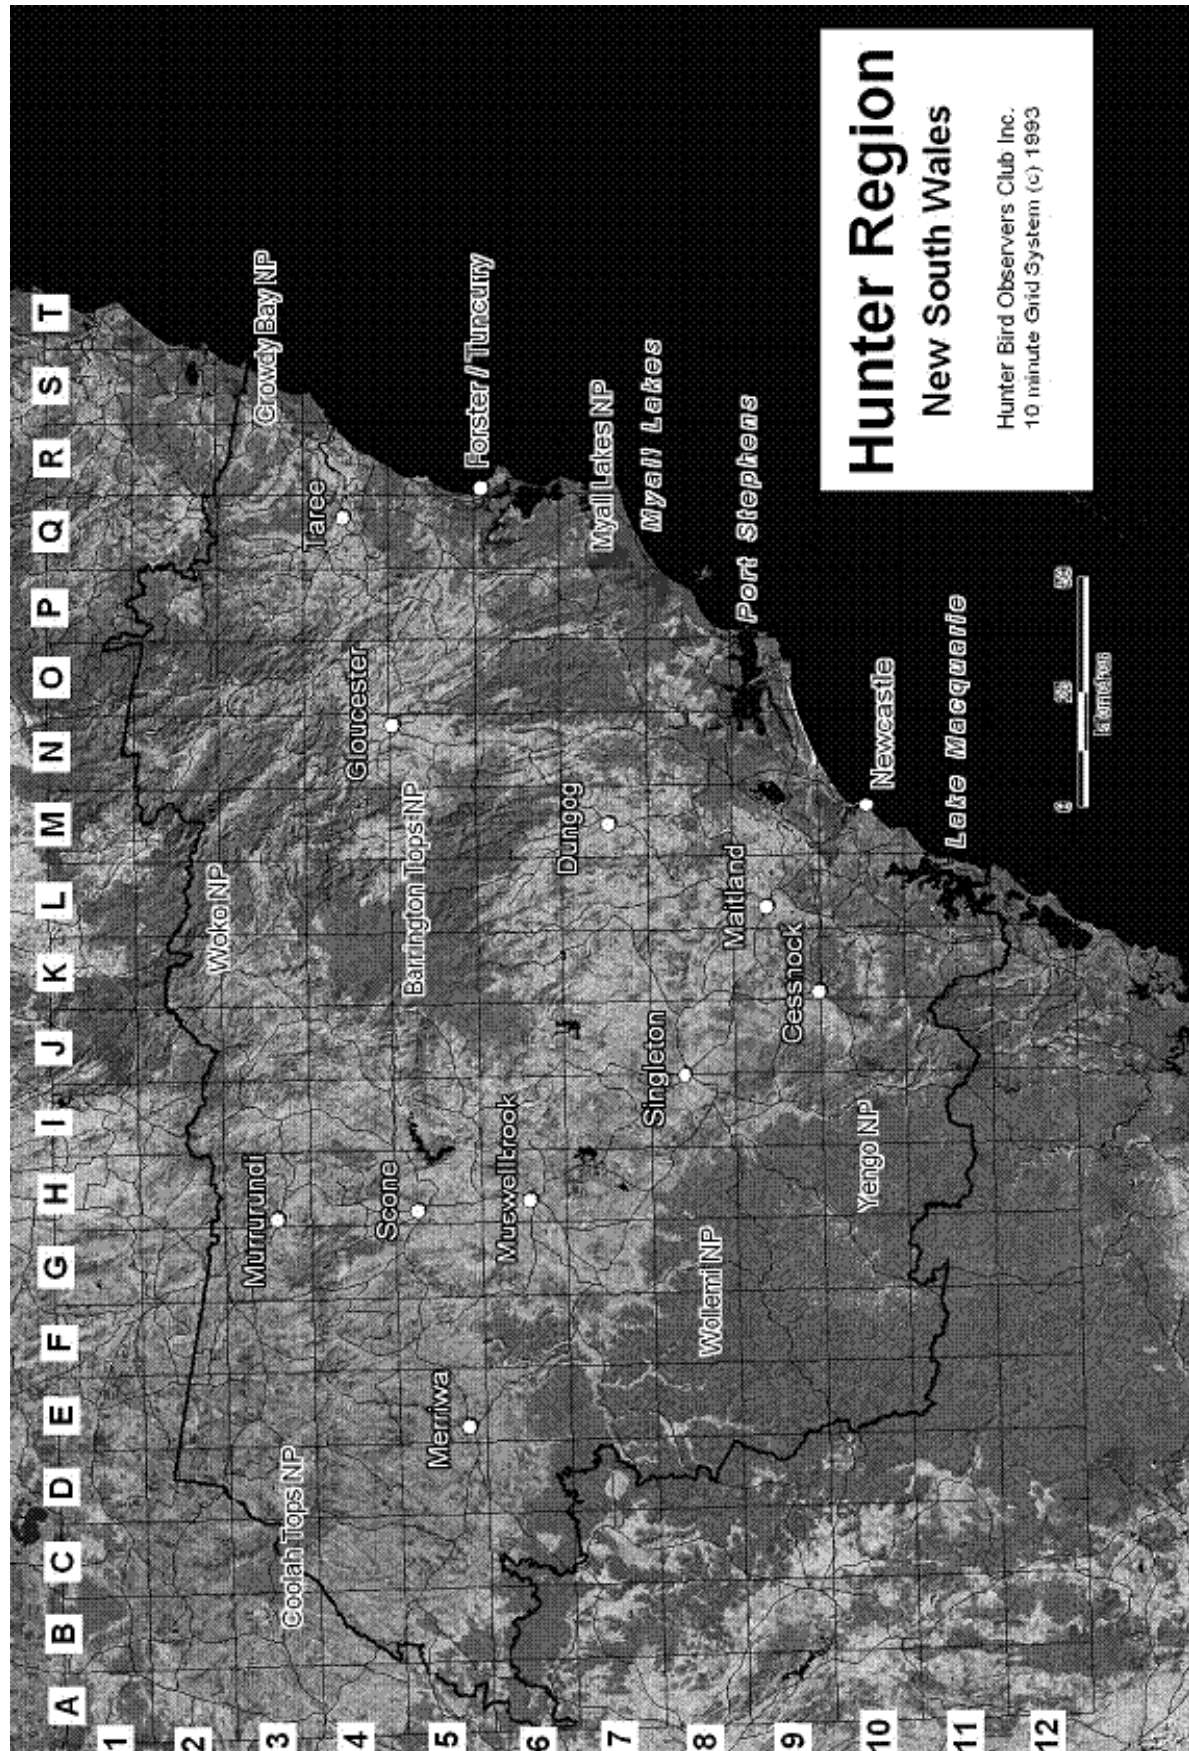 Hunter Region
New South Wales
Hunter Bird Observers Club Inc.
10 minute Grid System (c) 1993
A
B
C
D
E
F
G
H
I
J
K
L
M
N
O
P
Q
R
S
T
1
2
3
4
5
6
7
8
9
10
11
12
Crowdy Bay NP
Woko NP
Murrurundi
Coolah Tops NP
Taree
Gloucester
Barrington Tops NP
Scone
Forster / Tuncurry
Merriwa
Muswellbrook
Myall Lakes NP
Dungog
Myall Lakes
Singleton
Port Stephens
Maitland
Wollemi NP
Cessnock
Newcastle
Yengo NP
Lake Macquarie
0 25 50
kilometres